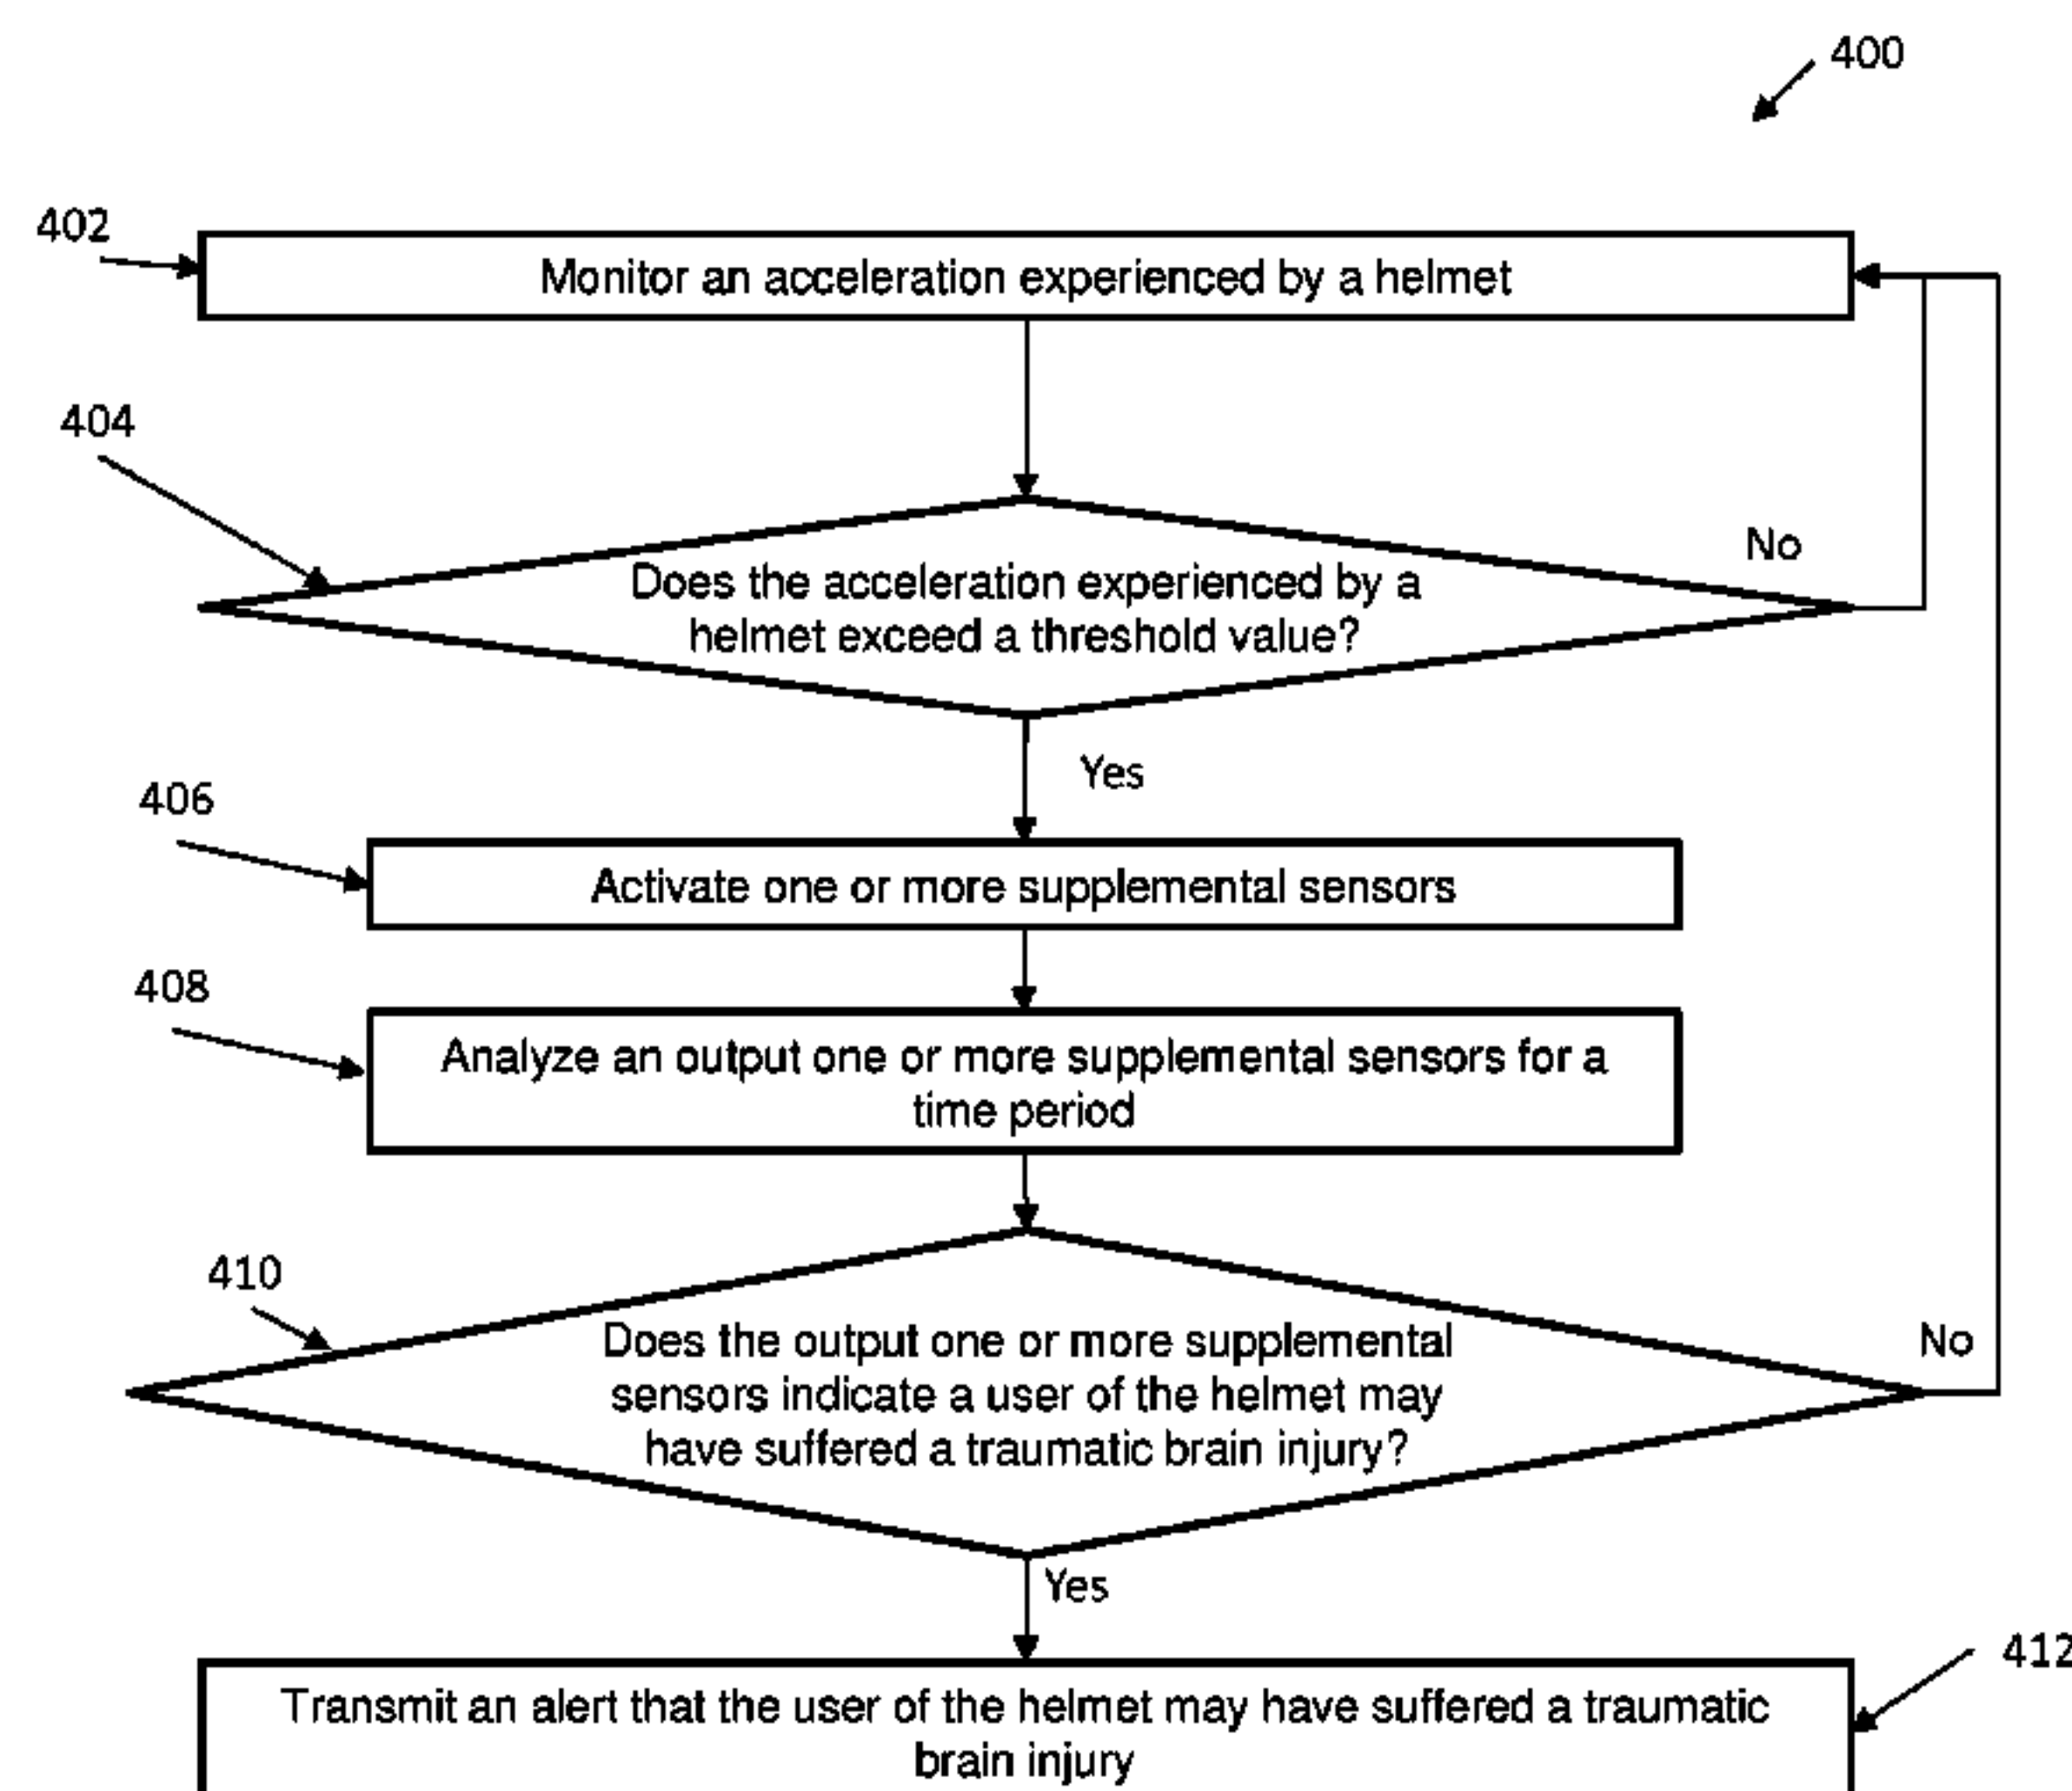 400
402
Monitor an acceleration experienced by a helmet
404
No
Does the acceleration experienced by a
helmet exceed a threshold value?
Yes
406
Activate one or more supplemental sensors
408
Analyze an output one or more supplemental sensors for a
time period
410
Does the output one or more supplemental
sensors indicate a user of the helmet may
have suffered a traumatic brain injury?
No
Yes
412
Transmit an alert that the user of the helmet may have suffered a traumatic
brain injury